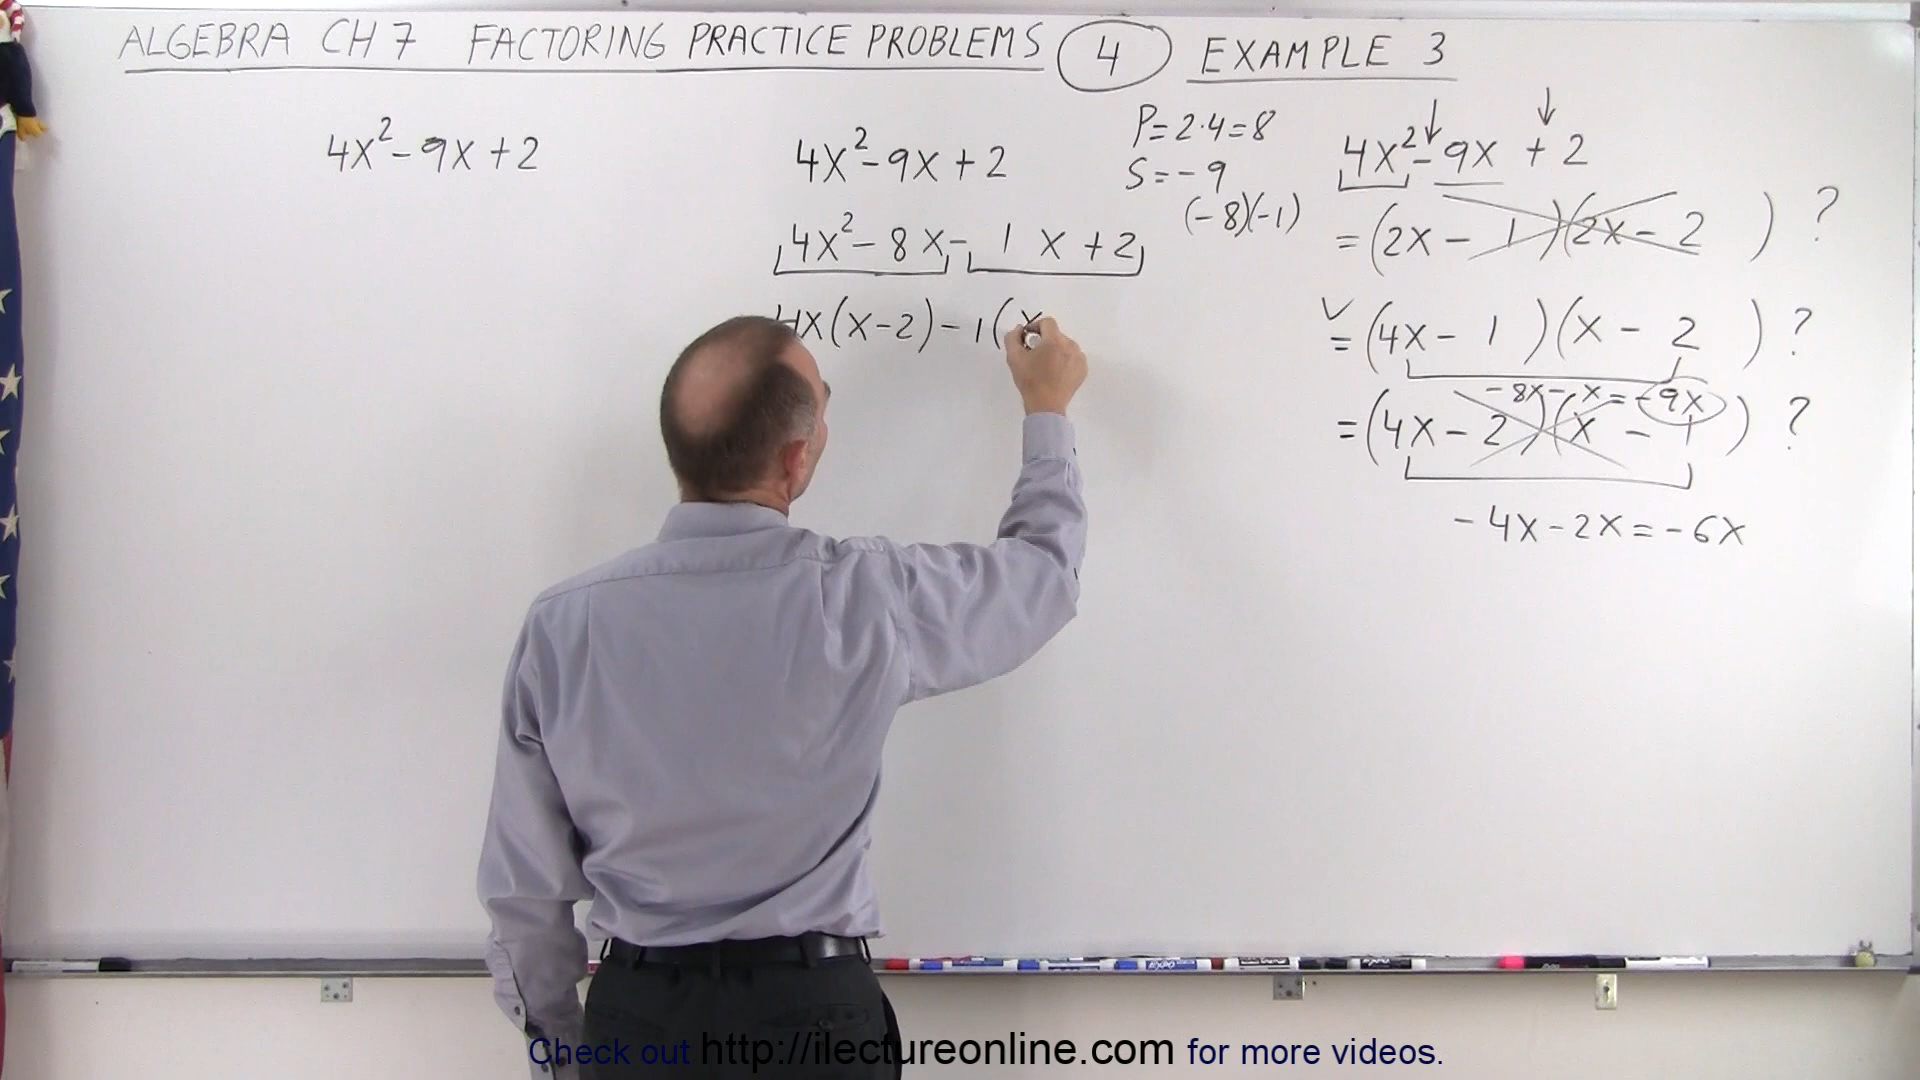 ALGEBRA CH 7 FACTORING PRACTICE PROBLEMS 4 EXAMPLE 3
4x² - 9x + 2
4x² - 9x + 2
4x² - 8x - 1x + 2
4x(x-2) - 1(x
P = 2·4 = 8
S = -9
(-8)(-1)
4x² - 9x + 2
= (2x - 1)(2x - 2) ?
= (4x - 1)(x - 2) ?
-8x - x = -9x
= (4x - 2)(x - 1) ?
-4x - 2x = -6x
EXPO
Check out http://ilectureonline.com for more videos.